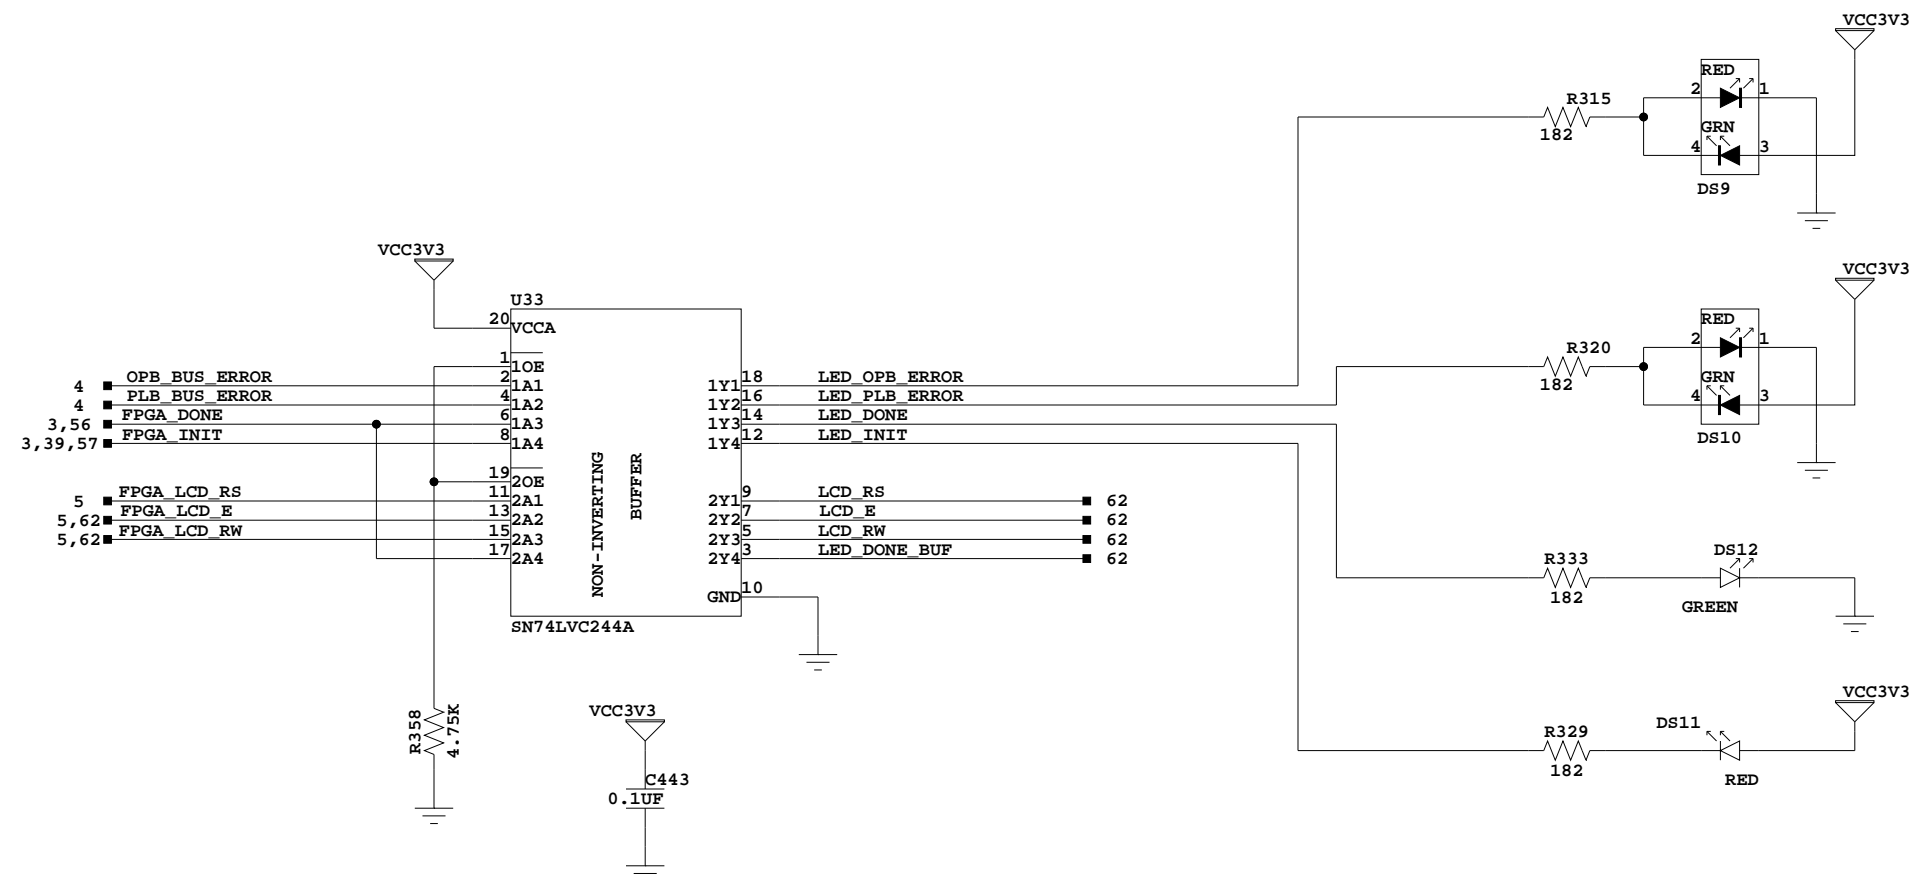 VCC3V3
RED
2
1
R315
182
GRN
4
3
DS9
VCC3V3
VCC3V3
RED
2
1
R320
182
GRN
4
3
DS10
U33
20
VCCA
1
1OE
OPB_BUS_ERROR
4
2
1A1
1Y1
18
LED_OPB_ERROR
PLB_BUS_ERROR
4
4
1A2
1Y2
16
LED_PLB_ERROR
FPGA_DONE
3,56
6
1A3
1Y3
14
LED_DONE
FPGA_INIT
3,39,57
8
1A4
1Y4
12
LED_INIT
19
2OE
FPGA_LCD_RS
5
11
2A1
2Y1
9
LCD_RS
62
FPGA_LCD_E
5,62
13
2A2
2Y2
7
LCD_E
62
FPGA_LCD_RW
5,62
15
2A3
2Y3
5
LCD_RW
62
17
2A4
2Y4
3
LED_DONE_BUF
62
NON-INVERTING
BUFFER
GND
10
SN74LVC244A
R333
182
DS12
GREEN
VCC3V3
R329
182
DS11
RED
R358
4.75K
VCC3V3
C443
0.1UF